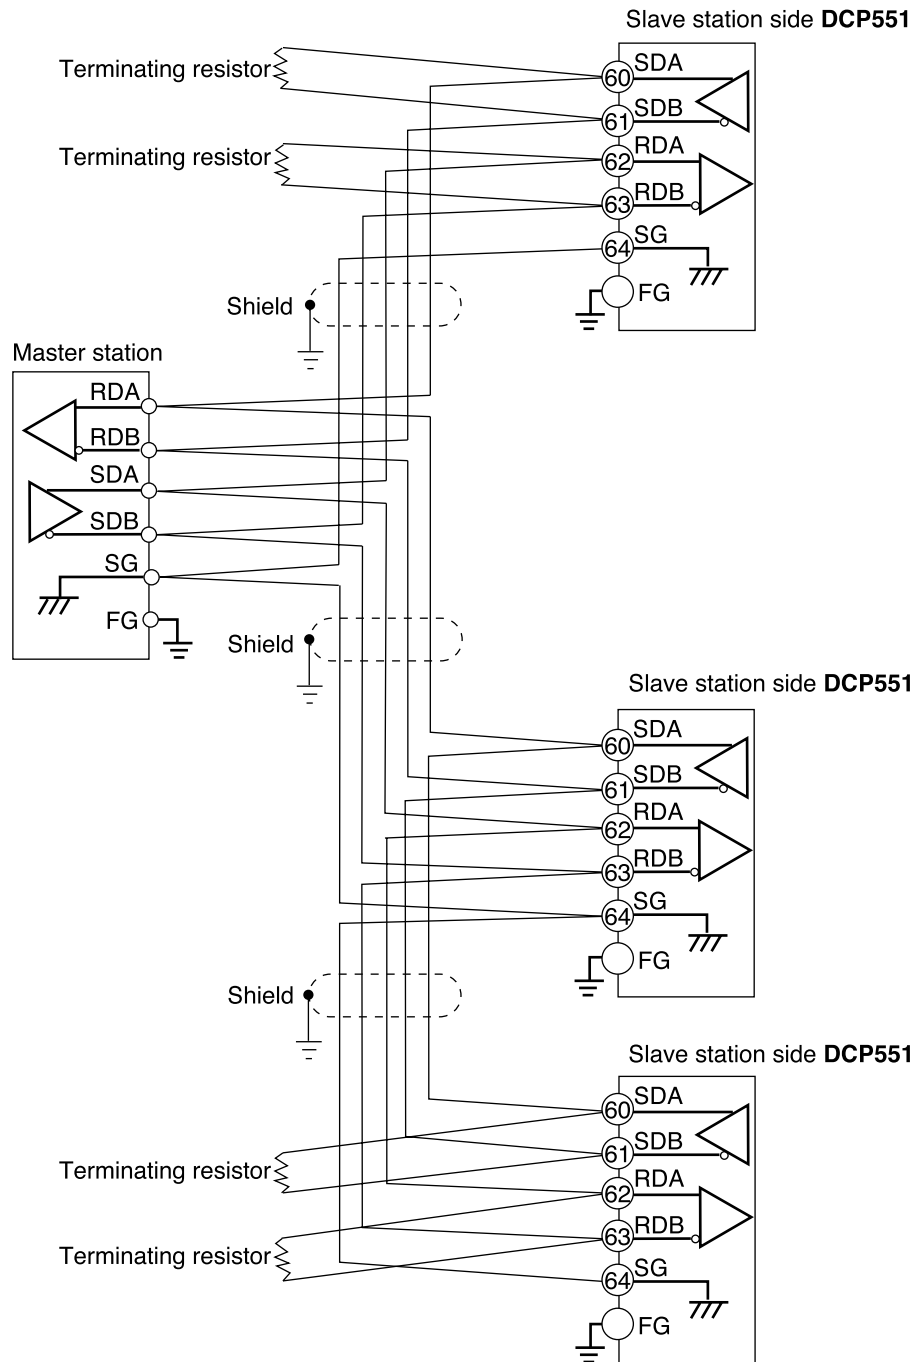 Slave station side DCP551
Terminating resistor
60 SDA
61 SDB
Terminating resistor
62 RDA
63 RDB
64 SG
FG
Shield
Master station
RDA
RDB
SDA
SDB
SG
FG
Shield
Slave station side DCP551
60 SDA
61 SDB
62 RDA
63 RDB
64 SG
FG
Shield
Slave station side DCP551
60 SDA
61 SDB
Terminating resistor
62 RDA
63 RDB
Terminating resistor
64 SG
FG